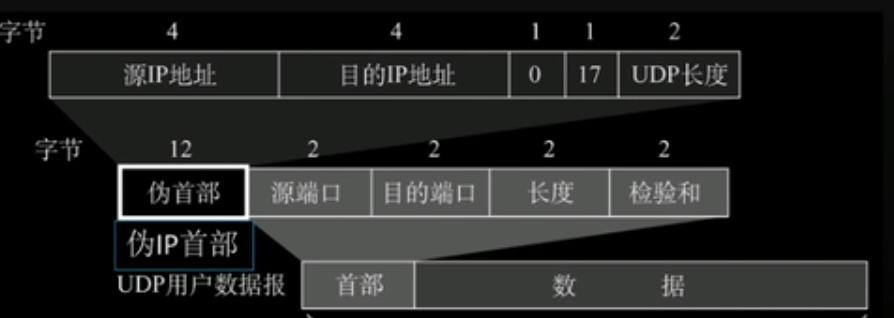 字节 4 4 1 1 2
源IP地址 目的IP地址 0 17 UDP长度
字节 12 2 2 2 2
伪首部 源端口 目的端口 长度 检验和
伪IP首部
UDP用户数据报 首部 数 据